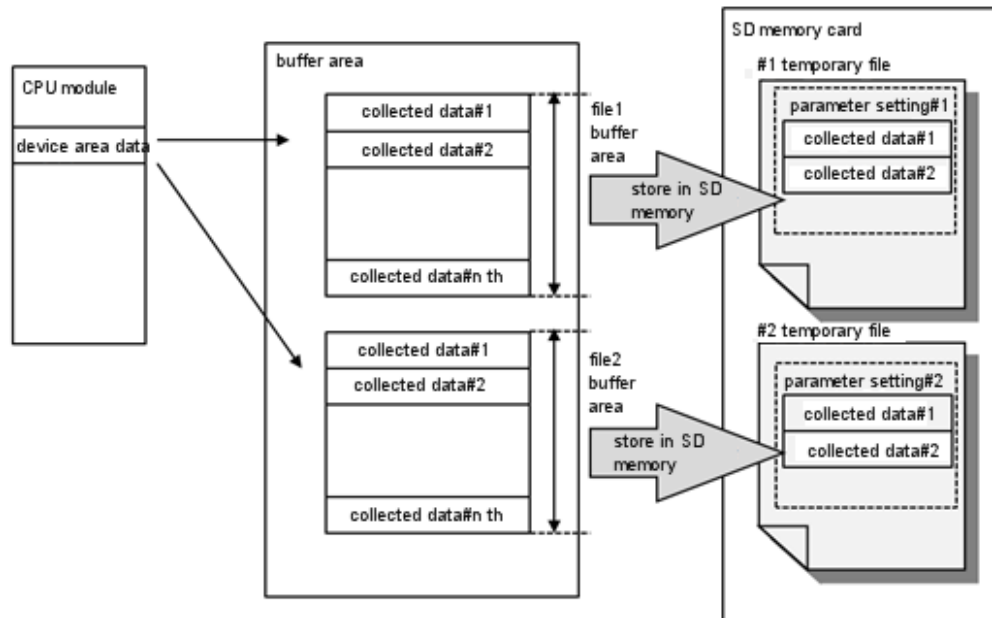 CPU module
device area data
buffer area
collected data#1
collected data#2
collected data#n th
file1
buffer
area
store in SD
memory
SD memory card
#1 temporary file
parameter setting#1
collected data#1
collected data#2
collected data#1
collected data#2
collected data#n th
file2
buffer
area
store in SD
memory
#2 temporary file
parameter setting#2
collected data#1
collected data#2